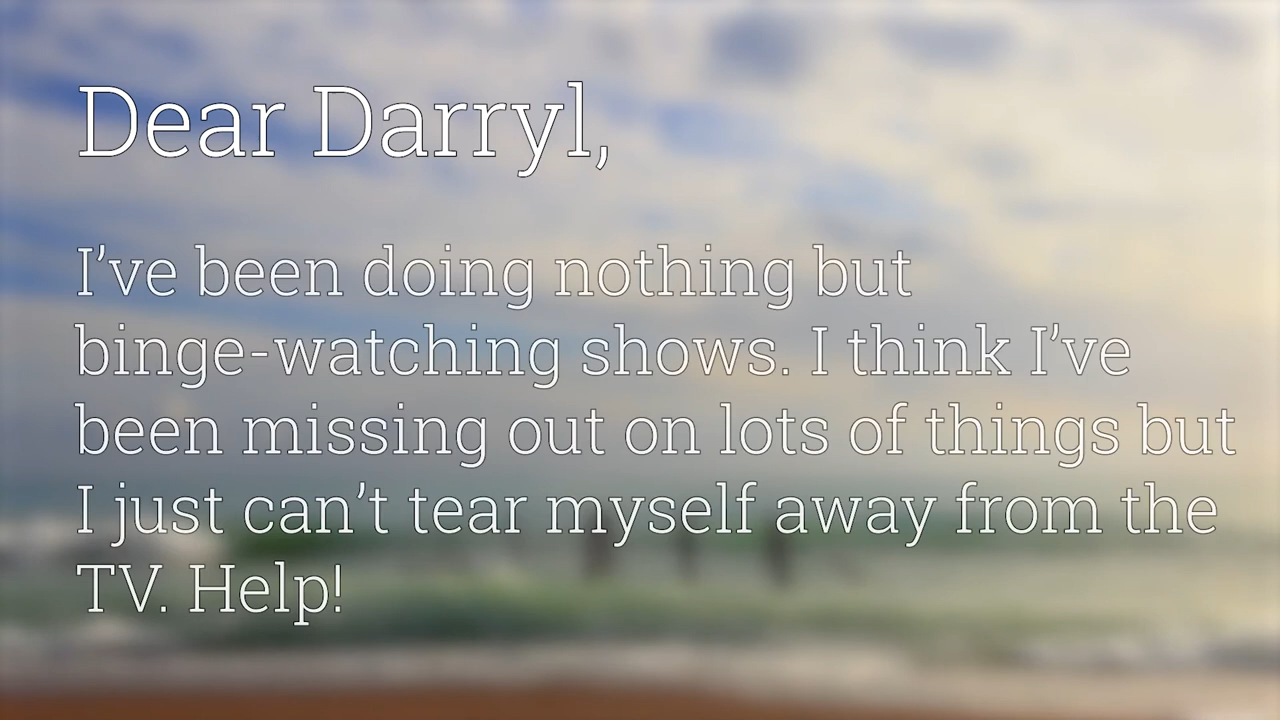 Dear Darryl,
I’ve been doing nothing but
binge-watching shows. I think I’ve
been missing out on lots of things but
I just can’t tear myself away from the
TV. Help!